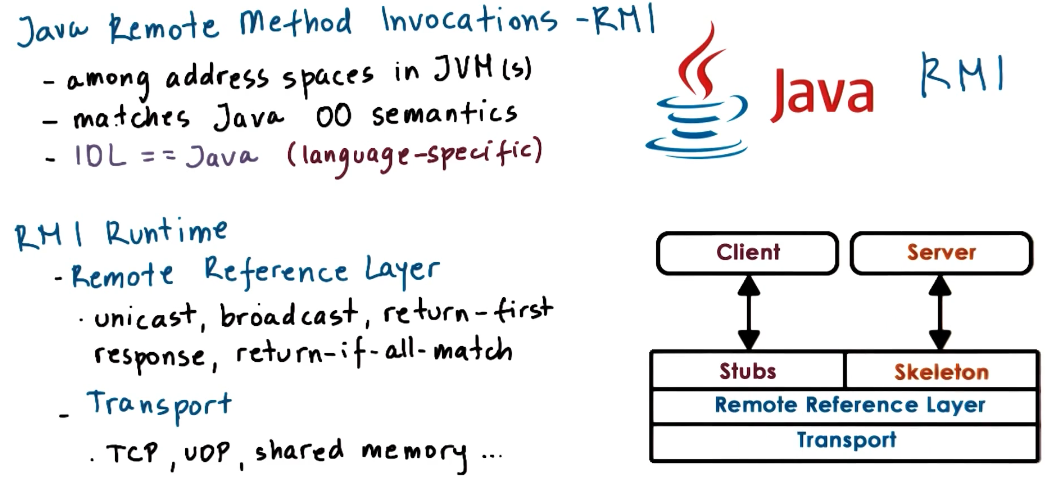 Java Remote Method Invocations - RMI
- among address spaces in JVM(s)
- matches Java OO semantics
- IDL == Java (language-specific)
Java RMI
RMI Runtime
- Remote Reference Layer
· unicast, broadcast, return-first
response, return-if-all-match
- Transport
· TCP, UDP, shared memory ...
Client Server
Stubs Skeleton
Remote Reference Layer
Transport